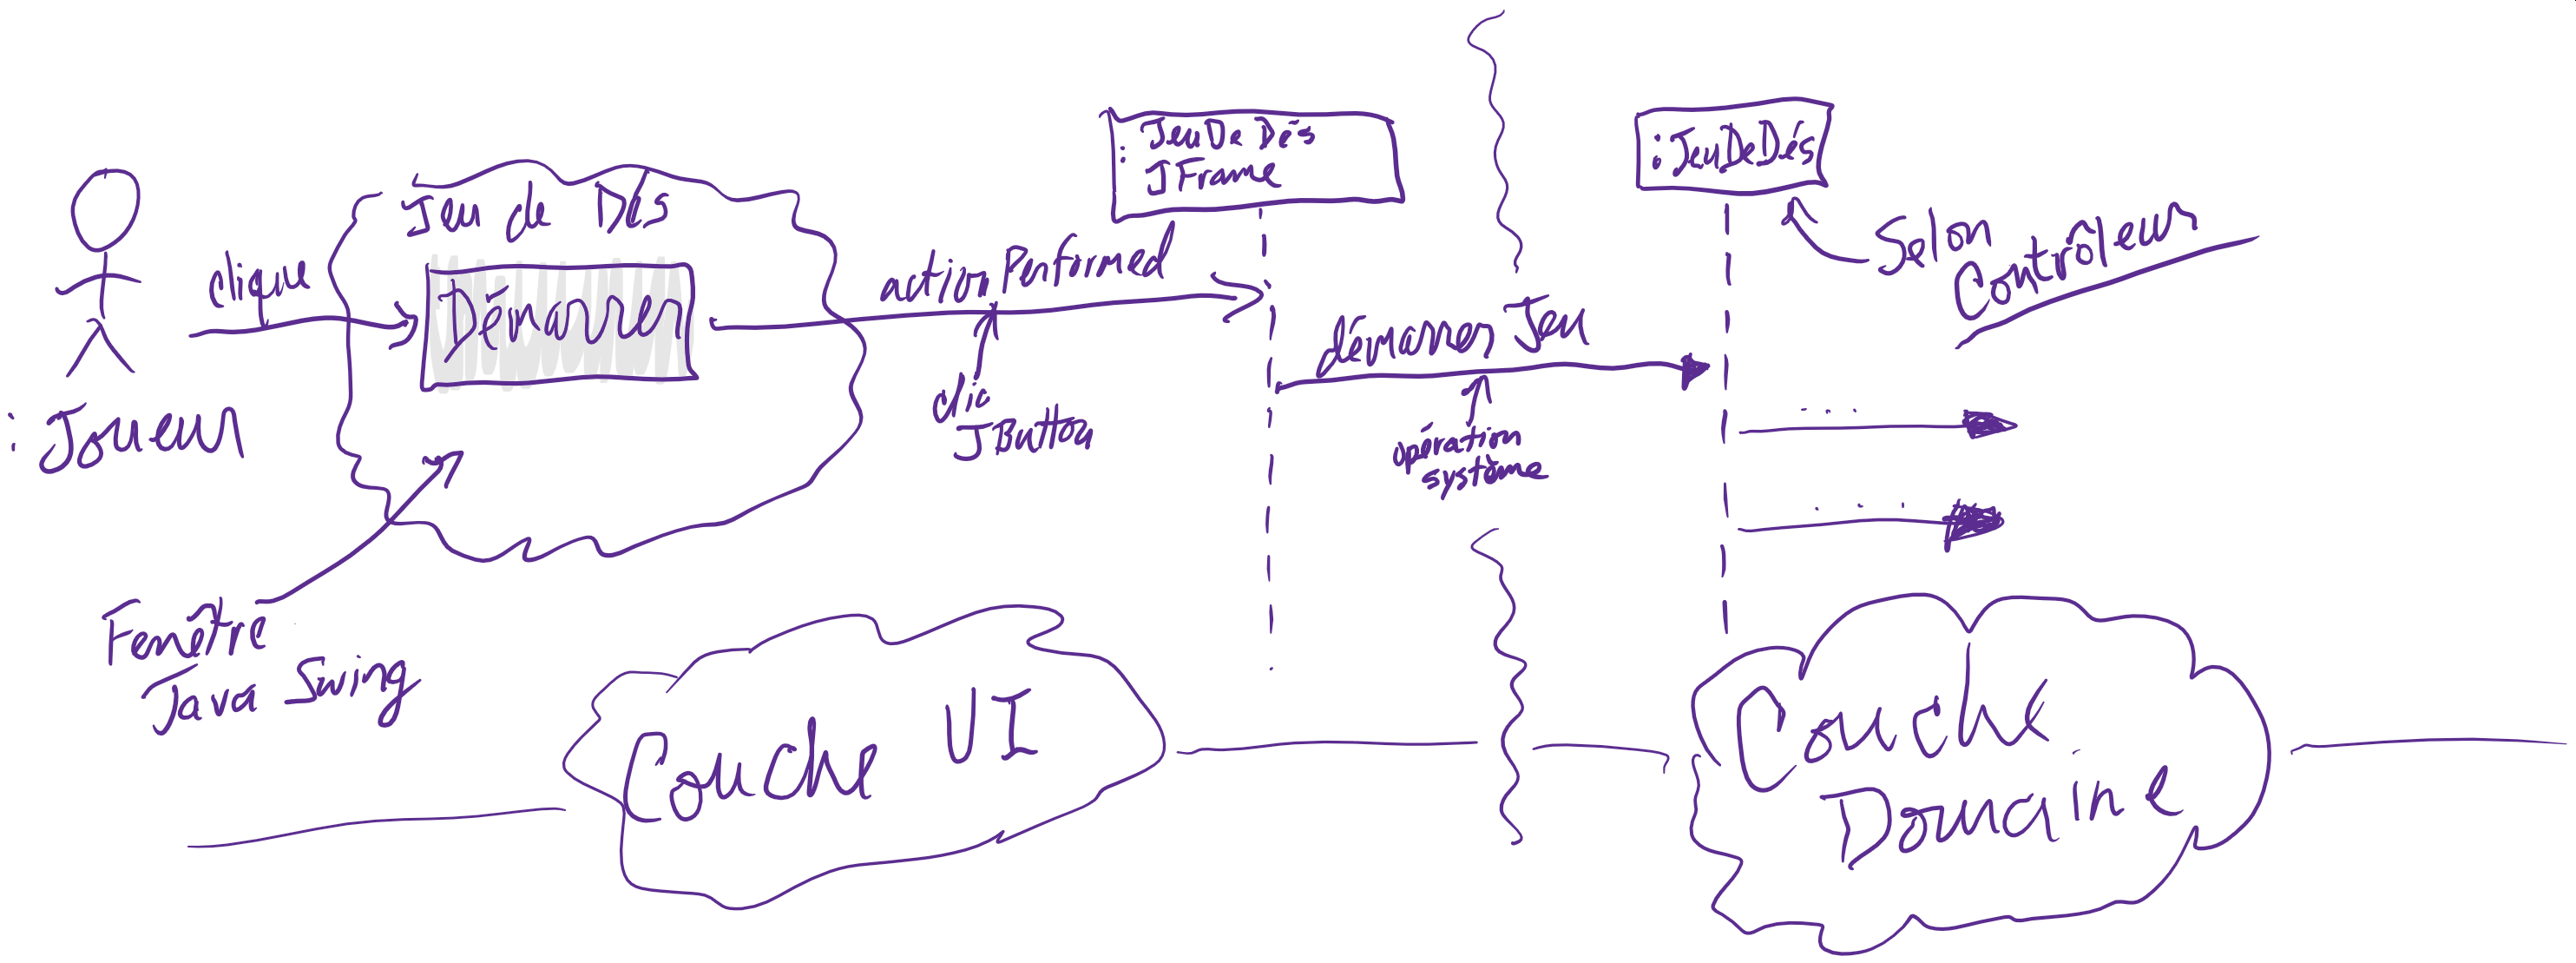 : Joueur
clique
Jeu de Dés
Démarrer
Fenêtre
Java Swing
actionPerformed
clic
JButton
: JeuDeDés
JFrame
démarrerJeu
opération
système
:JeuDeDés
Selon
Contrôleur
...
...
Couche UI
Couche
Domaine